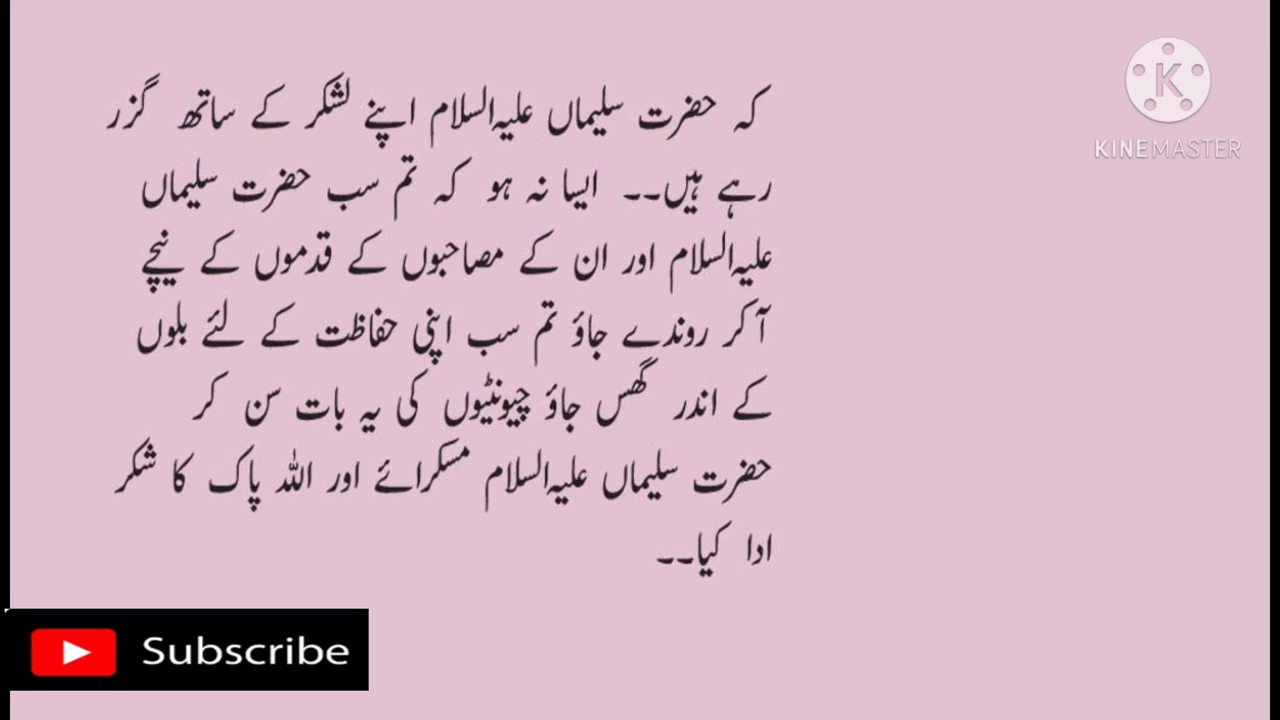 کہ حضرت سلیماں علیہ السلام اپنے لشکر کے ساتھ گزر
رہے ہیں۔۔ ایسا نہ ہو کہ تم سب حضرت سلیماں
علیہ السلام اور ان کے مصاحبوں کے قدموں کے نیچے
آ کر روندے جاؤ تم سب اپنی حفاظت کے لئے بلوں
کے اندر گھس جاؤ چیونٹیوں کی یہ بات سن کر
حضرت سلیماں علیہ السلام مسکرائے اور اللہ پاک کا شکر
ادا کیا۔۔
K
KINEMASTER
Subscribe